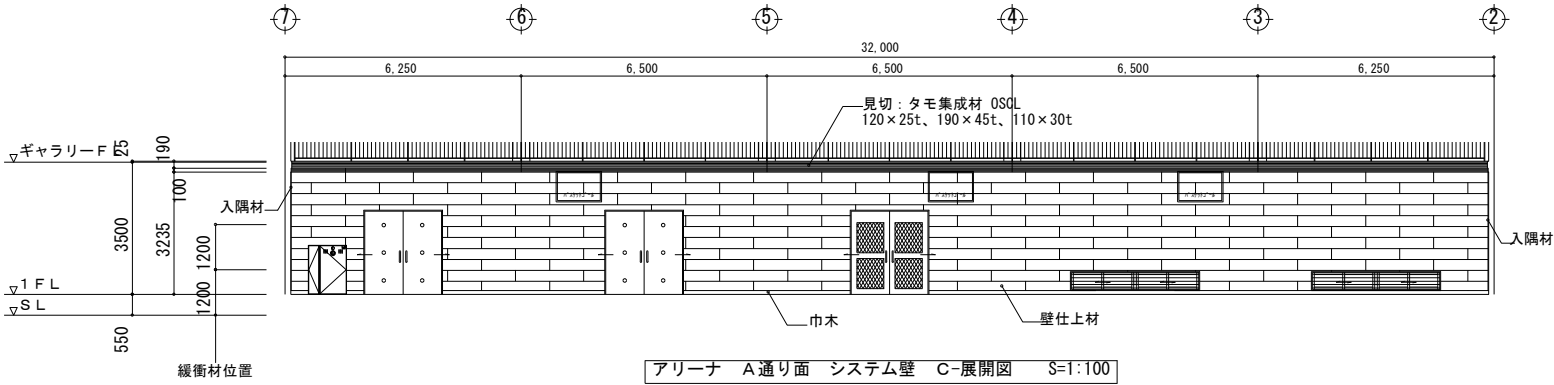 7 6 5 4 3 2
32,000
6,250 6,500 6,500 6,500 6,250
見切：タモ集成材 OSCL
120×25t、190×45t、110×30t
ギャラリーF
25
190
100
入隅材
3500
3235
1200
1200
1FL
SL
550
緩衝材位置
入隅材
巾木
壁仕上材
アリーナ A通り面 システム壁 C-展開図 S=1:100